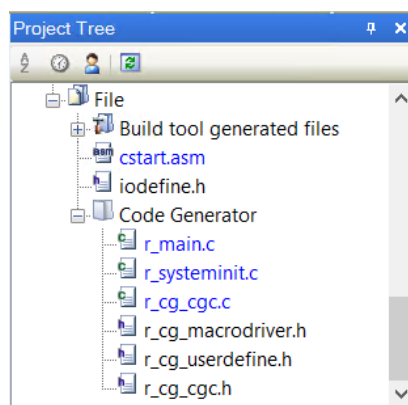 Project Tree
File
Build tool generated files
cstart.asm
iodefine.h
Code Generator
r_main.c
r_systeminit.c
r_cg_cgc.c
r_cg_macrodriver.h
r_cg_userdefine.h
r_cg_cgc.h